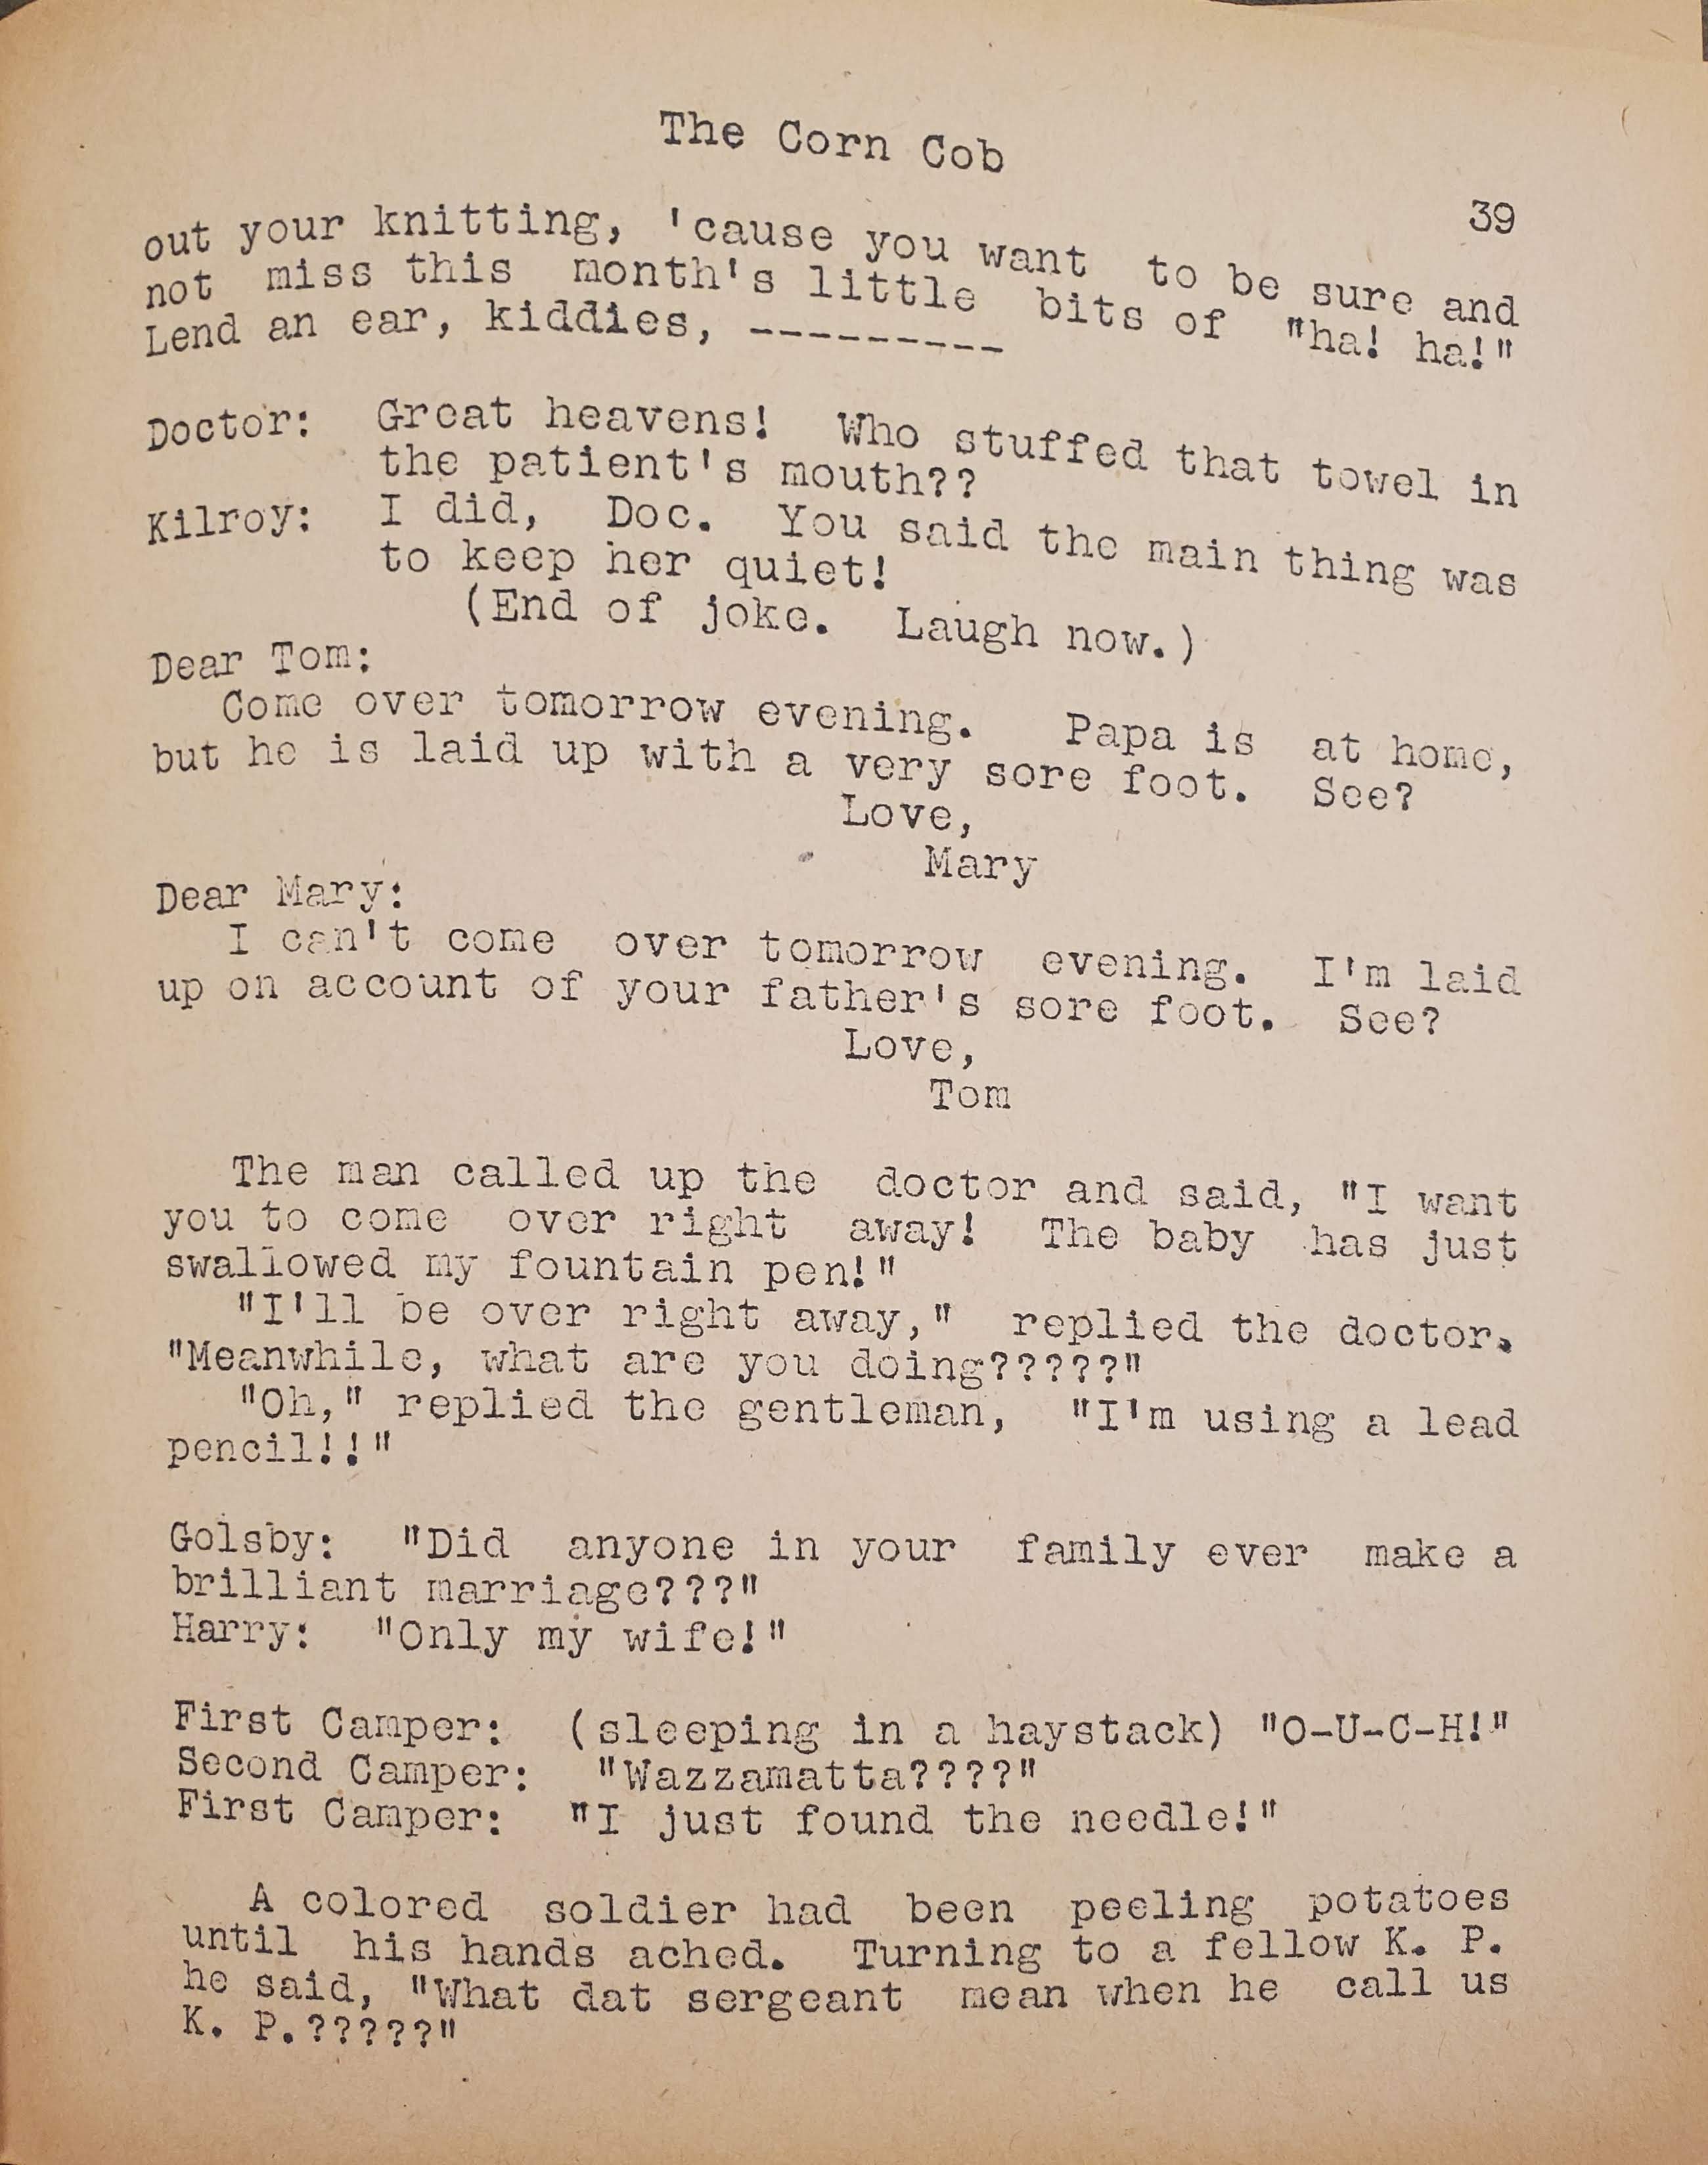 The Corn Cob
39
out your knitting, 'cause you want to be sure and
not miss this month's little bits of "ha! ha!"
Lend an ear, kiddies, ---------
Doctor: Great heavens! Who stuffed that towel in
the patient's mouth??
Kilroy: I did, Doc. You said the main thing was
to keep her quiet!
(End of joke. Laugh now.)
Dear Tom:
Come over tomorrow evening. Papa is at home,
but he is laid up with a very sore foot. See?
Love,
Mary
Dear Mary:
I can't come over tomorrow evening. I'm laid
up on account of your father's sore foot. See?
Love,
Tom
The man called up the doctor and said, "I want
you to come over right away! The baby has just
swallowed my fountain pen!"
"I'll be over right away," replied the doctor.
"Meanwhile, what are you doing?????"
"Oh," replied the gentleman, "I'm using a lead
pencil!!"
Golsby: "Did anyone in your family ever make a
brilliant marriage???"
Harry: "Only my wife!"
First Camper: (sleeping in a haystack) "O-U-C-H!"
Second Camper: "Wazzamatta????"
First Camper: "I just found the needle!"
A colored soldier had been peeling potatoes
until his hands ached. Turning to a fellow K. P.
he said, "What dat sergeant mean when he call us
K. P.?????"